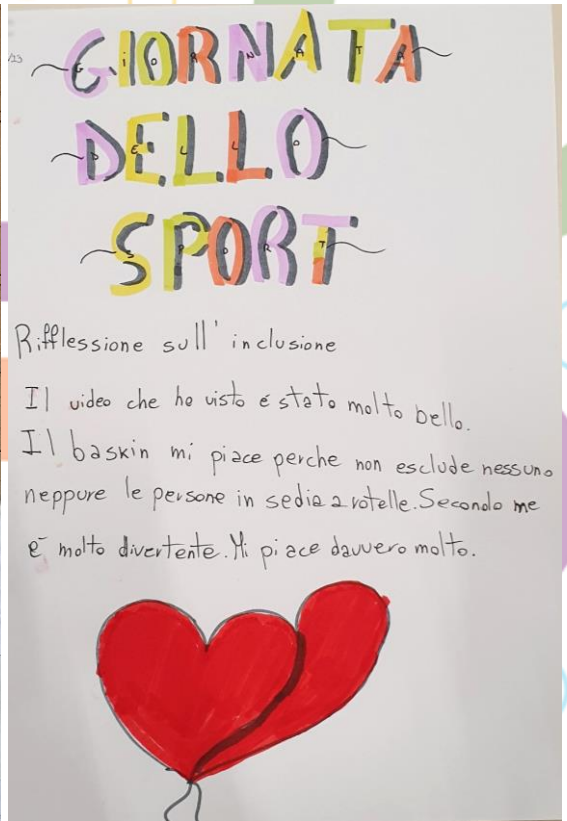 /23
GIORNATA
DELLO
SPORT
Rifflessione sull' inclusione
Il video che ho visto é stato molto bello.
Il baskin mi piace perche non esclude nessuno
neppure le persone in sedia a rotelle. Secondo me
é molto divertente. Mi piace davvero molto.